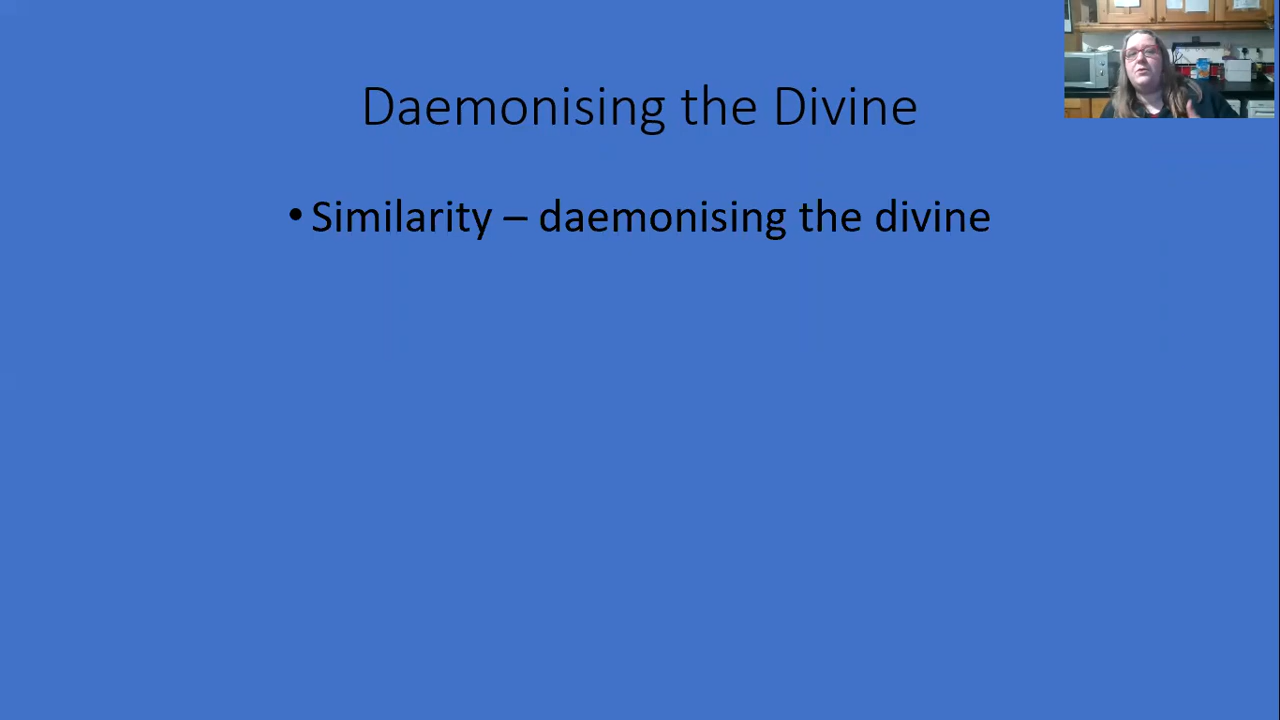 Daemonising the Divine
• Similarity – daemonising the divine